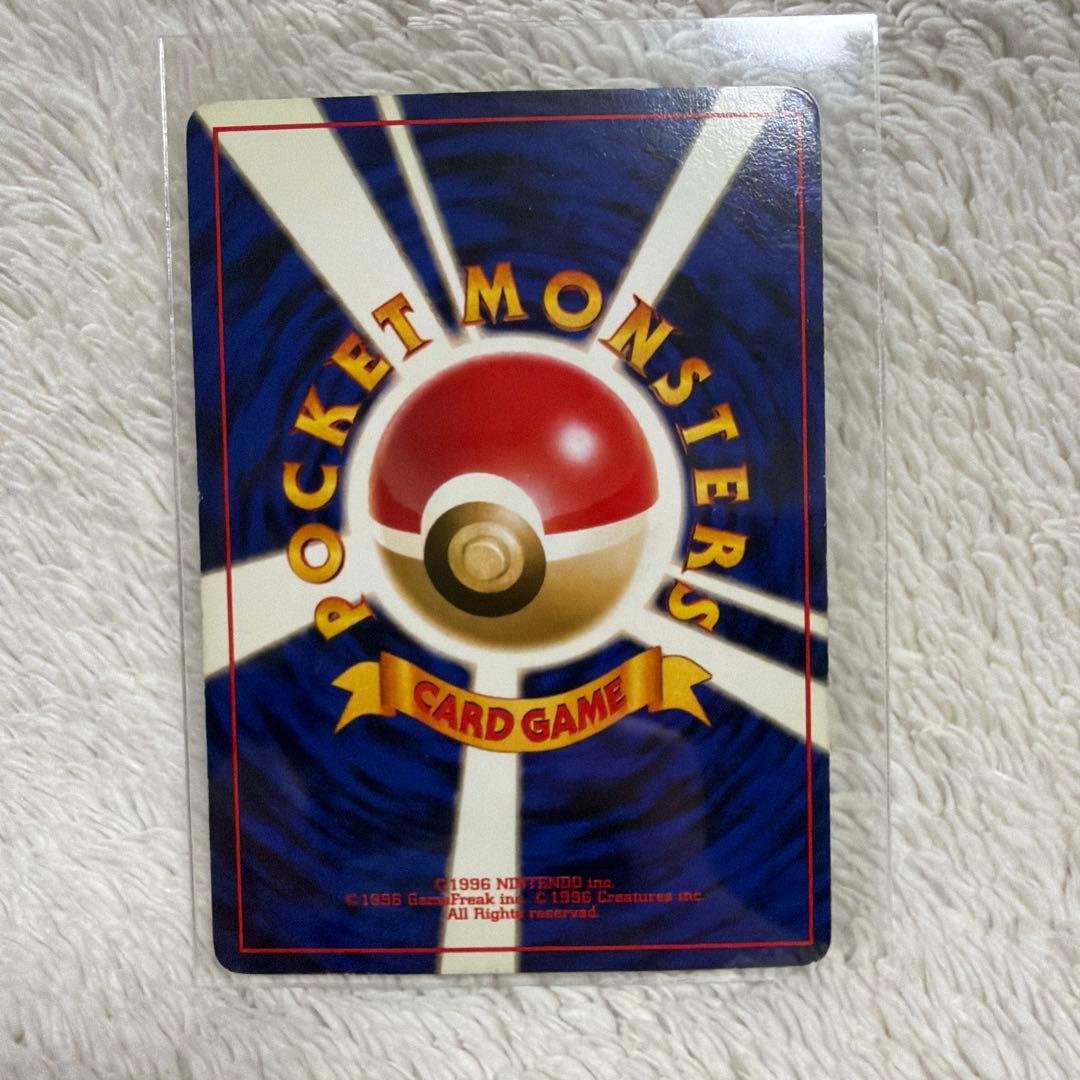 POCKET MONSTERS
CARD GAME
©1996 NINTENDO inc.
©1996 GameFreak inc. ©1996 Creatures inc.
All Rights reserved.